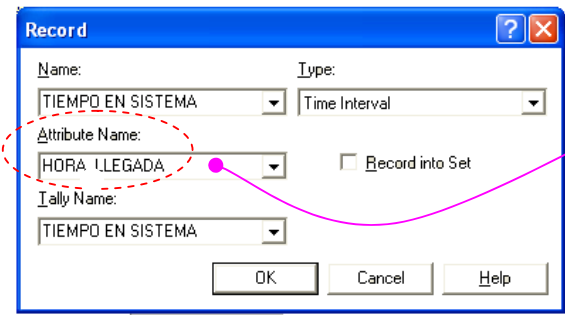 Record
Name:
Type:
TIEMPO EN SISTEMA
Time Interval
Attribute Name:
HORA LLEGADA
Record into Set
Tally Name:
TIEMPO EN SISTEMA
OK
Cancel
Help